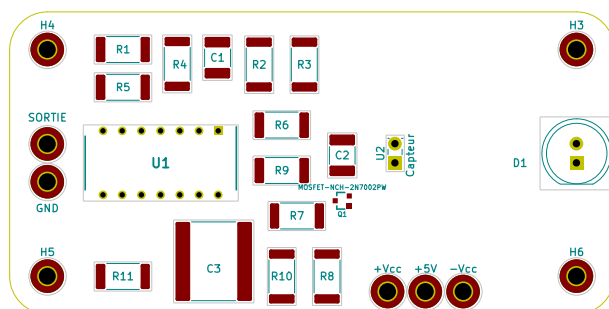 H4
H3
R1
R4
C1
R2
R3
R5
SORTIE
R6
U1
U2
Capteur
C2
D1
R9
MOSFET-NCH-2N7002PW
GND
R7
Q1
H5
H6
R11
C3
R10
R8
+Vcc
+5V
-Vcc